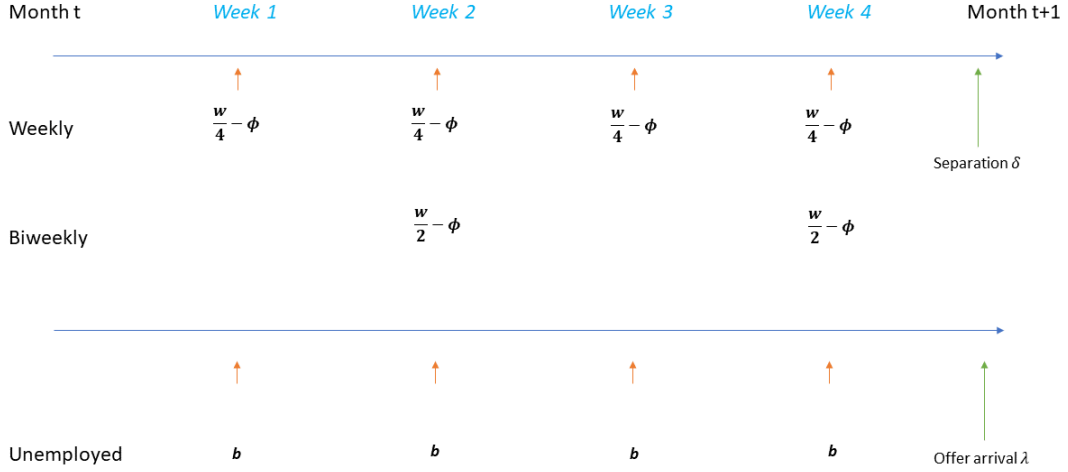 Month t Week 1 Week 2 Week 3 Week 4 Month t+1
Weekly w/4 − ϕ w/4 − ϕ w/4 − ϕ w/4 − ϕ
Separation δ
Biweekly w/2 − ϕ w/2 − ϕ
Unemployed b b b b Offer arrival λ